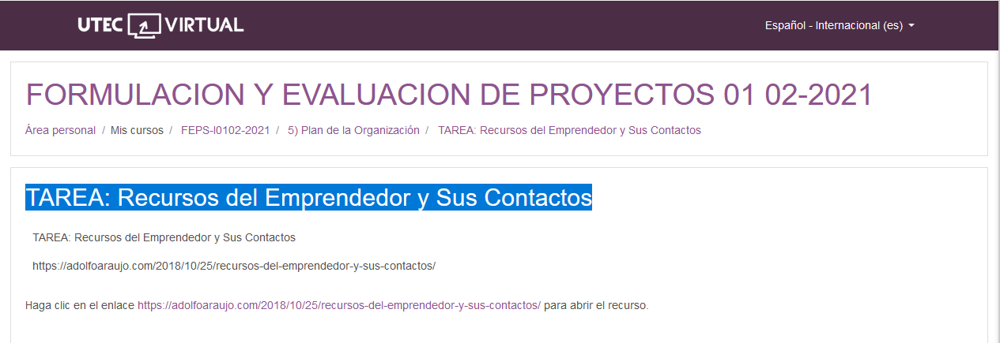 UTEC VIRTUAL
Español - Internacional (es)
FORMULACION Y EVALUACION DE PROYECTOS 01 02-2021
Área personal / Mis cursos / FEPS-I0102-2021 / 5) Plan de la Organización / TAREA: Recursos del Emprendedor y Sus Contactos
TAREA: Recursos del Emprendedor y Sus Contactos
TAREA: Recursos del Emprendedor y Sus Contactos
https://adolfoaraujo.com/2018/10/25/recursos-del-emprendedor-y-sus-contactos/
Haga clic en el enlace https://adolfoaraujo.com/2018/10/25/recursos-del-emprendedor-y-sus-contactos/ para abrir el recurso.